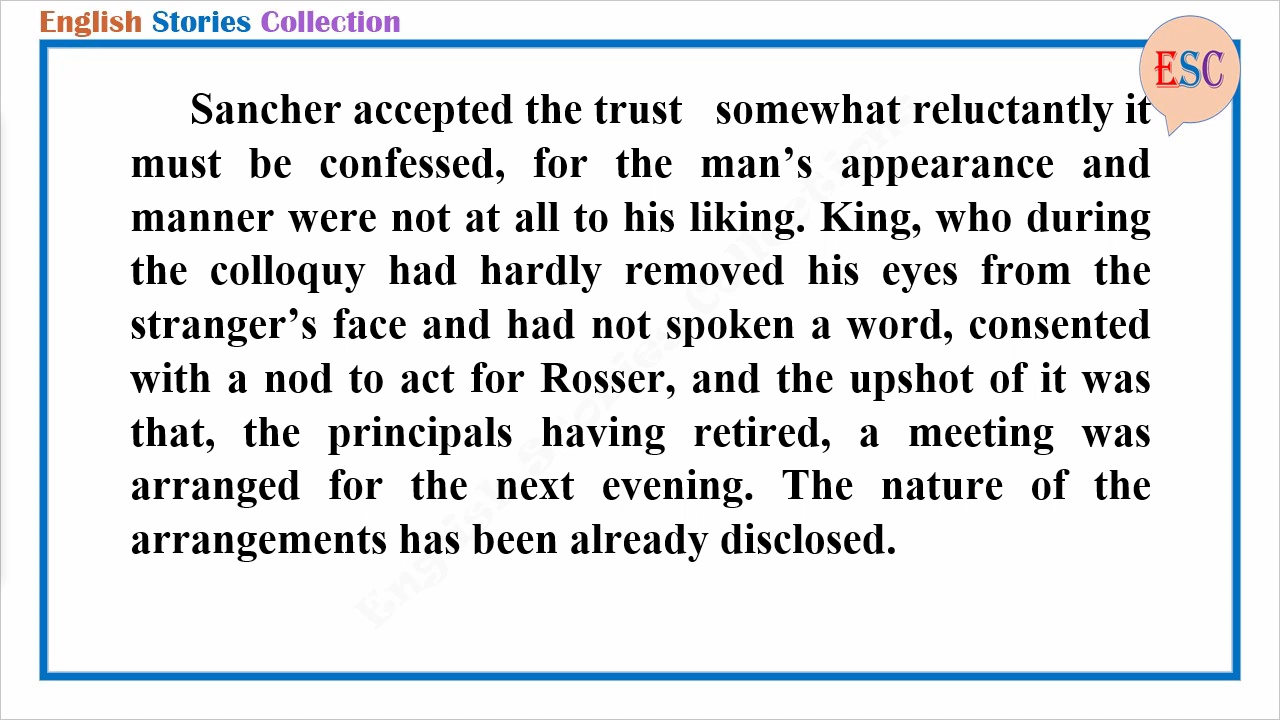 English Stories Collection
ESC
Sancher accepted the trust somewhat reluctantly it
must be confessed, for the man’s appearance and
manner were not at all to his liking. King, who during
the colloquy had hardly removed his eyes from the
stranger’s face and had not spoken a word, consented
with a nod to act for Rosser, and the upshot of it was
that, the principals having retired, a meeting was
arranged for the next evening. The nature of the
arrangements has been already disclosed.
English Stories Collection